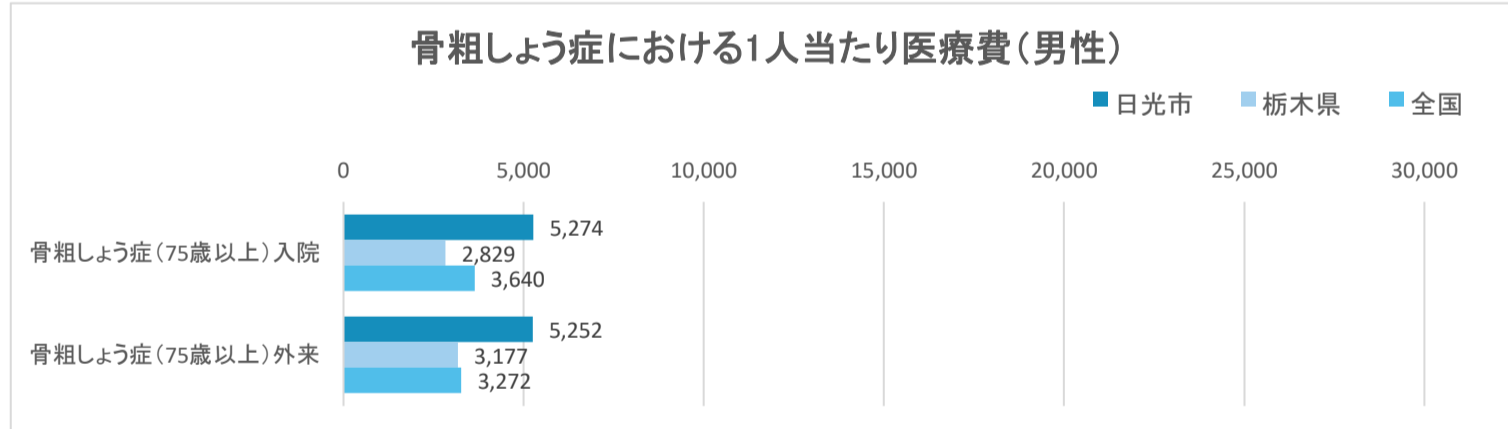 骨粗しょう症における1人当たり医療費（男性）
日光市 栃木県 全国
0 5,000 10,000 15,000 20,000 25,000 30,000
骨粗しょう症（75歳以上）入院
5,274
2,829
3,640
骨粗しょう症（75歳以上）外来
5,252
3,177
3,272